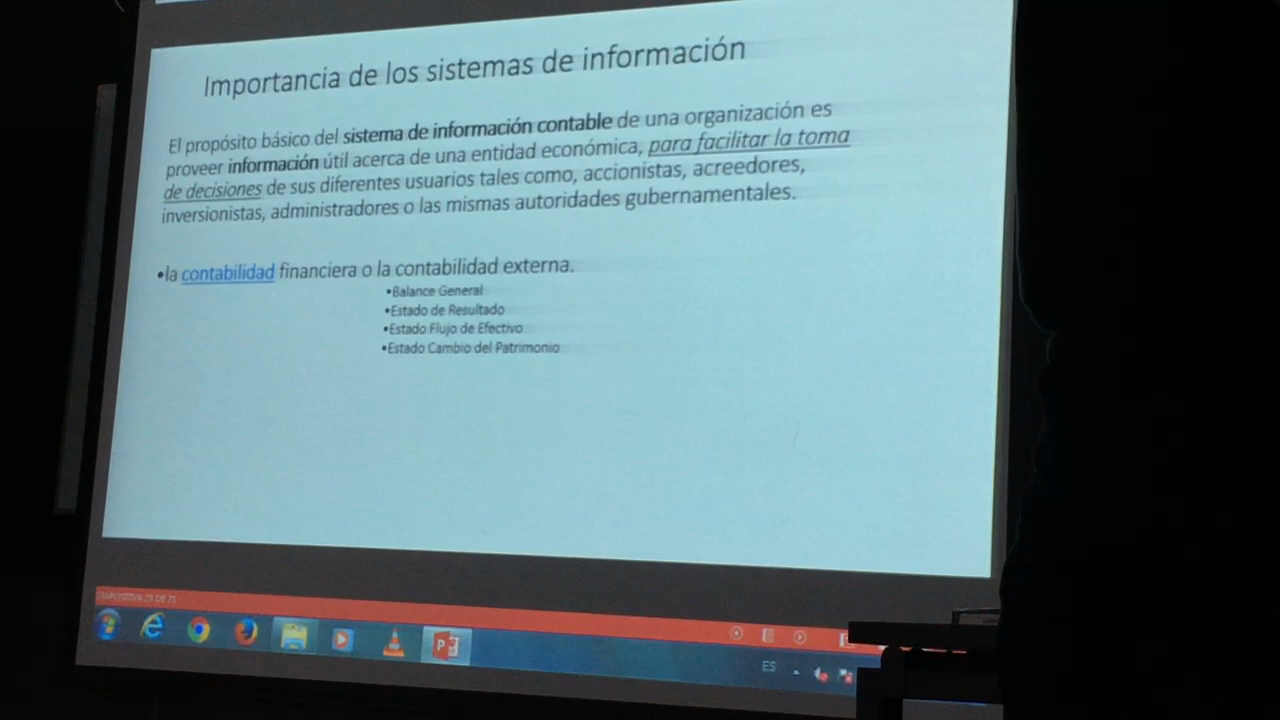 Importancia de los sistemas de información
El propósito básico del sistema de información contable de una organización es
proveer información útil acerca de una entidad económica, para facilitar la toma
de decisiones de sus diferentes usuarios tales como, accionistas, acreedores,
inversionistas, administradores o las mismas autoridades gubernamentales.
•la contabilidad financiera o la contabilidad externa.
•Balance General
•Estado de Resultado
•Estado Flujo de Efectivo
•Estado Cambio del Patrimonio
ES